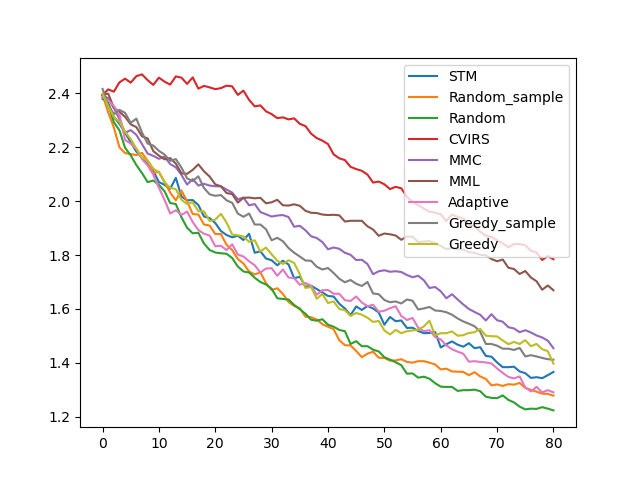 2.4
2.2
2.0
1.8
1.6
1.4
1.2
0 10 20 30 40 50 60 70 80
STM
Random_sample
Random
CVIRS
MMC
MML
Adaptive
Greedy_sample
Greedy